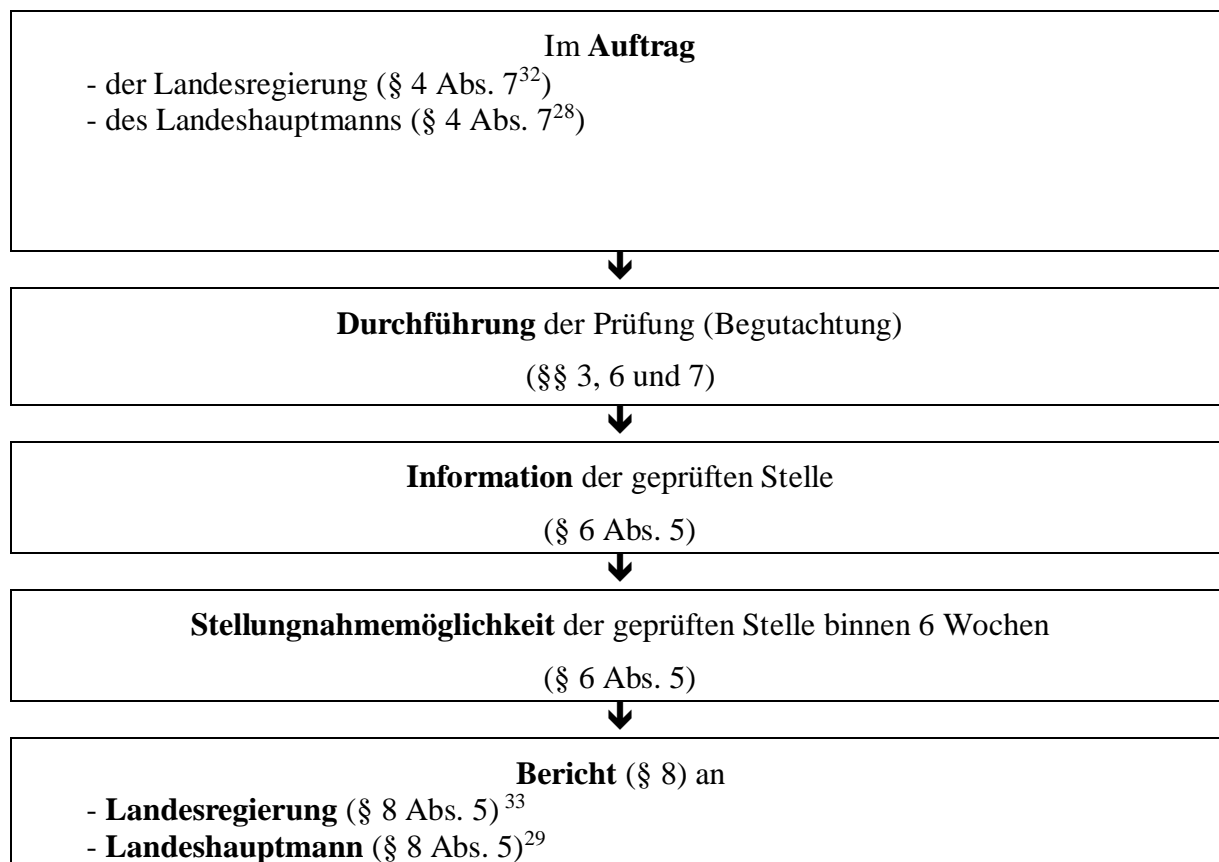 Im Auftrag
- der Landesregierung (§ 4 Abs. 7³²)
- des Landeshauptmanns (§ 4 Abs. 7²⁸)
Durchführung der Prüfung (Begutachtung)
(§§ 3, 6 und 7)
Information der geprüften Stelle
(§ 6 Abs. 5)
Stellungnahmemöglichkeit der geprüften Stelle binnen 6 Wochen
(§ 6 Abs. 5)
Bericht (§ 8) an
- Landesregierung (§ 8 Abs. 5)³³
- Landeshauptmann (§ 8 Abs. 5)²⁹